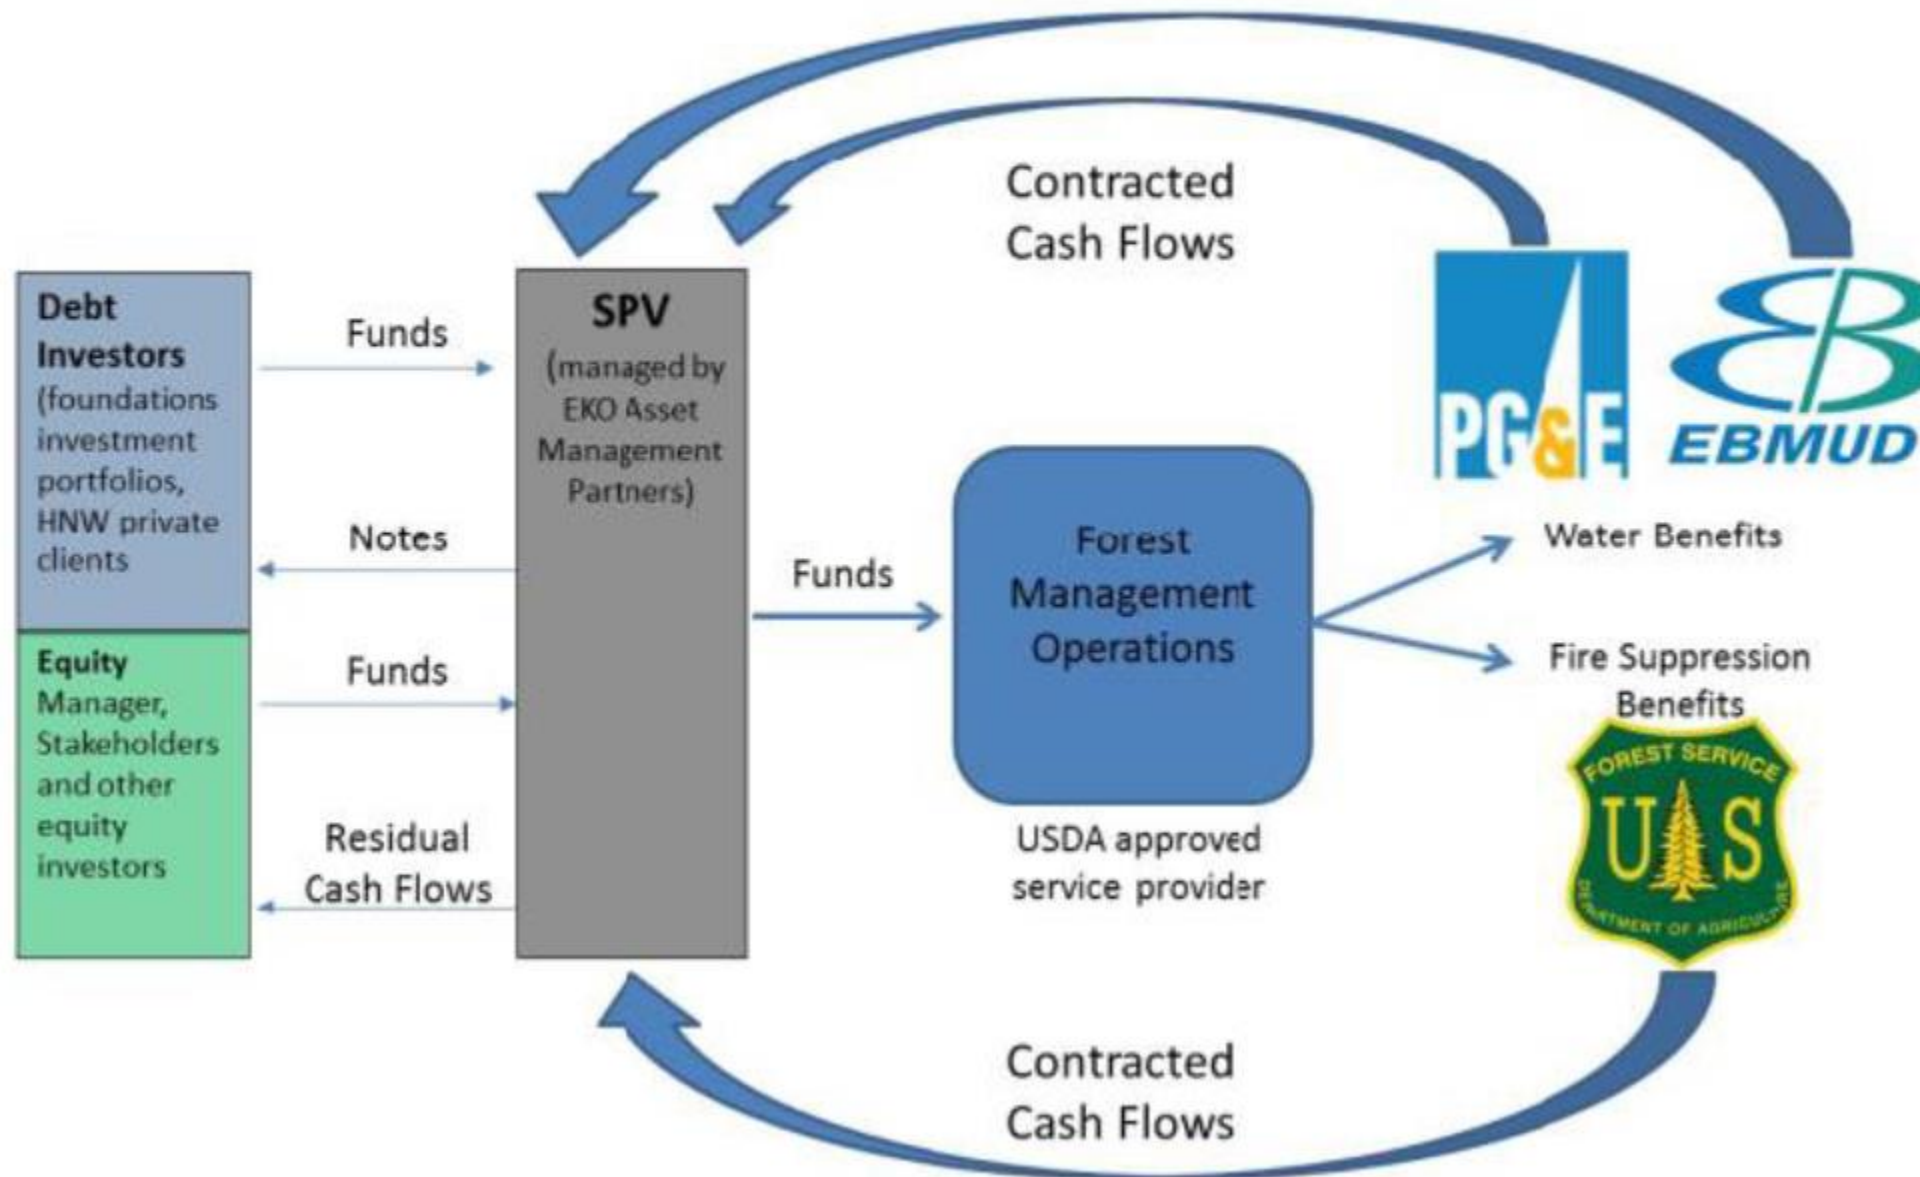 Debt
Investors
(foundations
investment
portfolios,
HNW private
clients
Equity
Manager,
Stakeholders
and other
equity
investors
Funds
Notes
Funds
Residual
Cash Flows
SPV
(managed by
EKO Asset
Management
Partners)
Funds
Forest
Management
Operations
USDA approved
service provider
Contracted
Cash Flows
PG&E
EBMUD
Water Benefits
Fire Suppression
Benefits
FOREST SERVICE
U S
DEPARTMENT OF AGRICULTURE
Contracted
Cash Flows